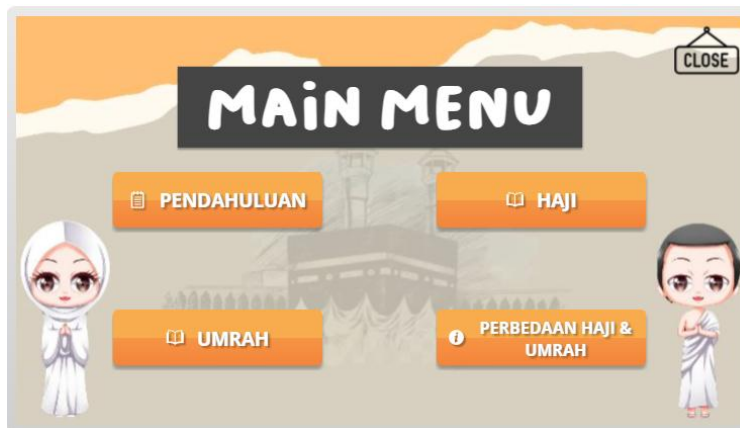 CLOSE
MAiN MENU
PENDAHULUAN
HAJI
UMRAH
PERBEDAAN HAJI &
UMRAH